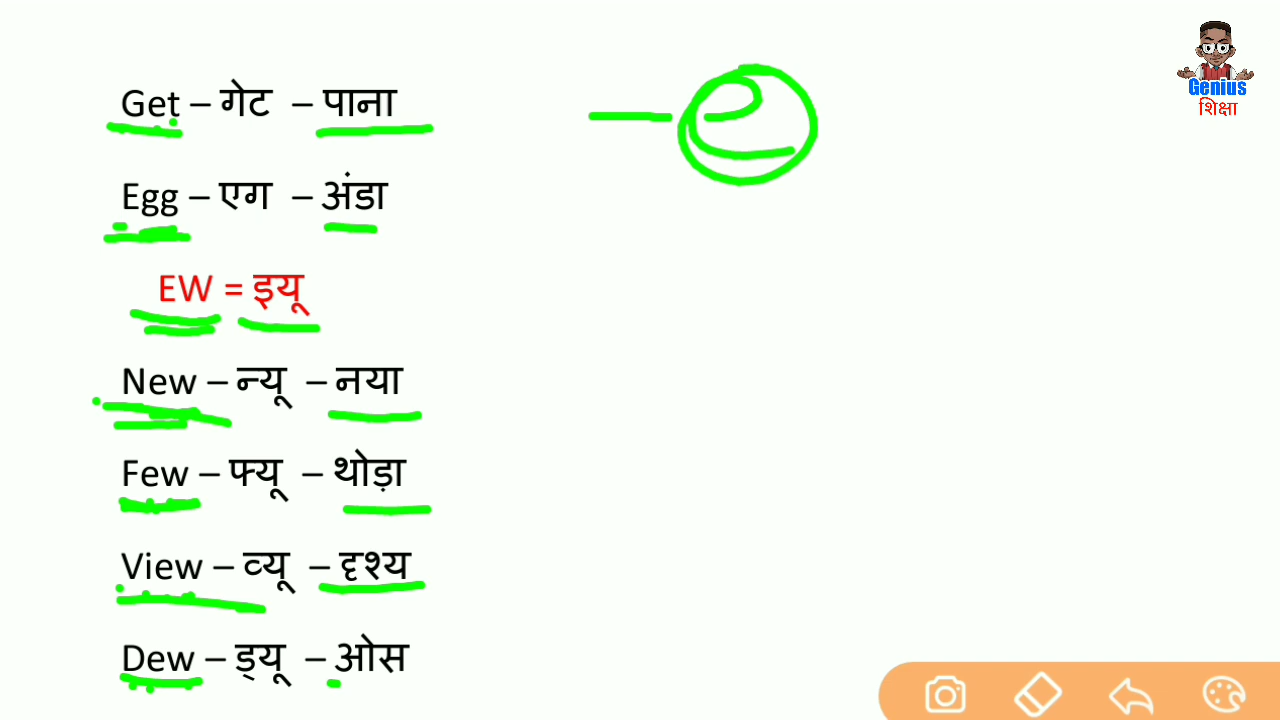 Get – गेट – पाना
Egg – एग – अंडा
EW = इयू
New – न्यू – नया
Few – फ्यू – थोड़ा
View – व्यू – दृश्य
Dew – ड्यू – ओस
Genius
शिक्षा